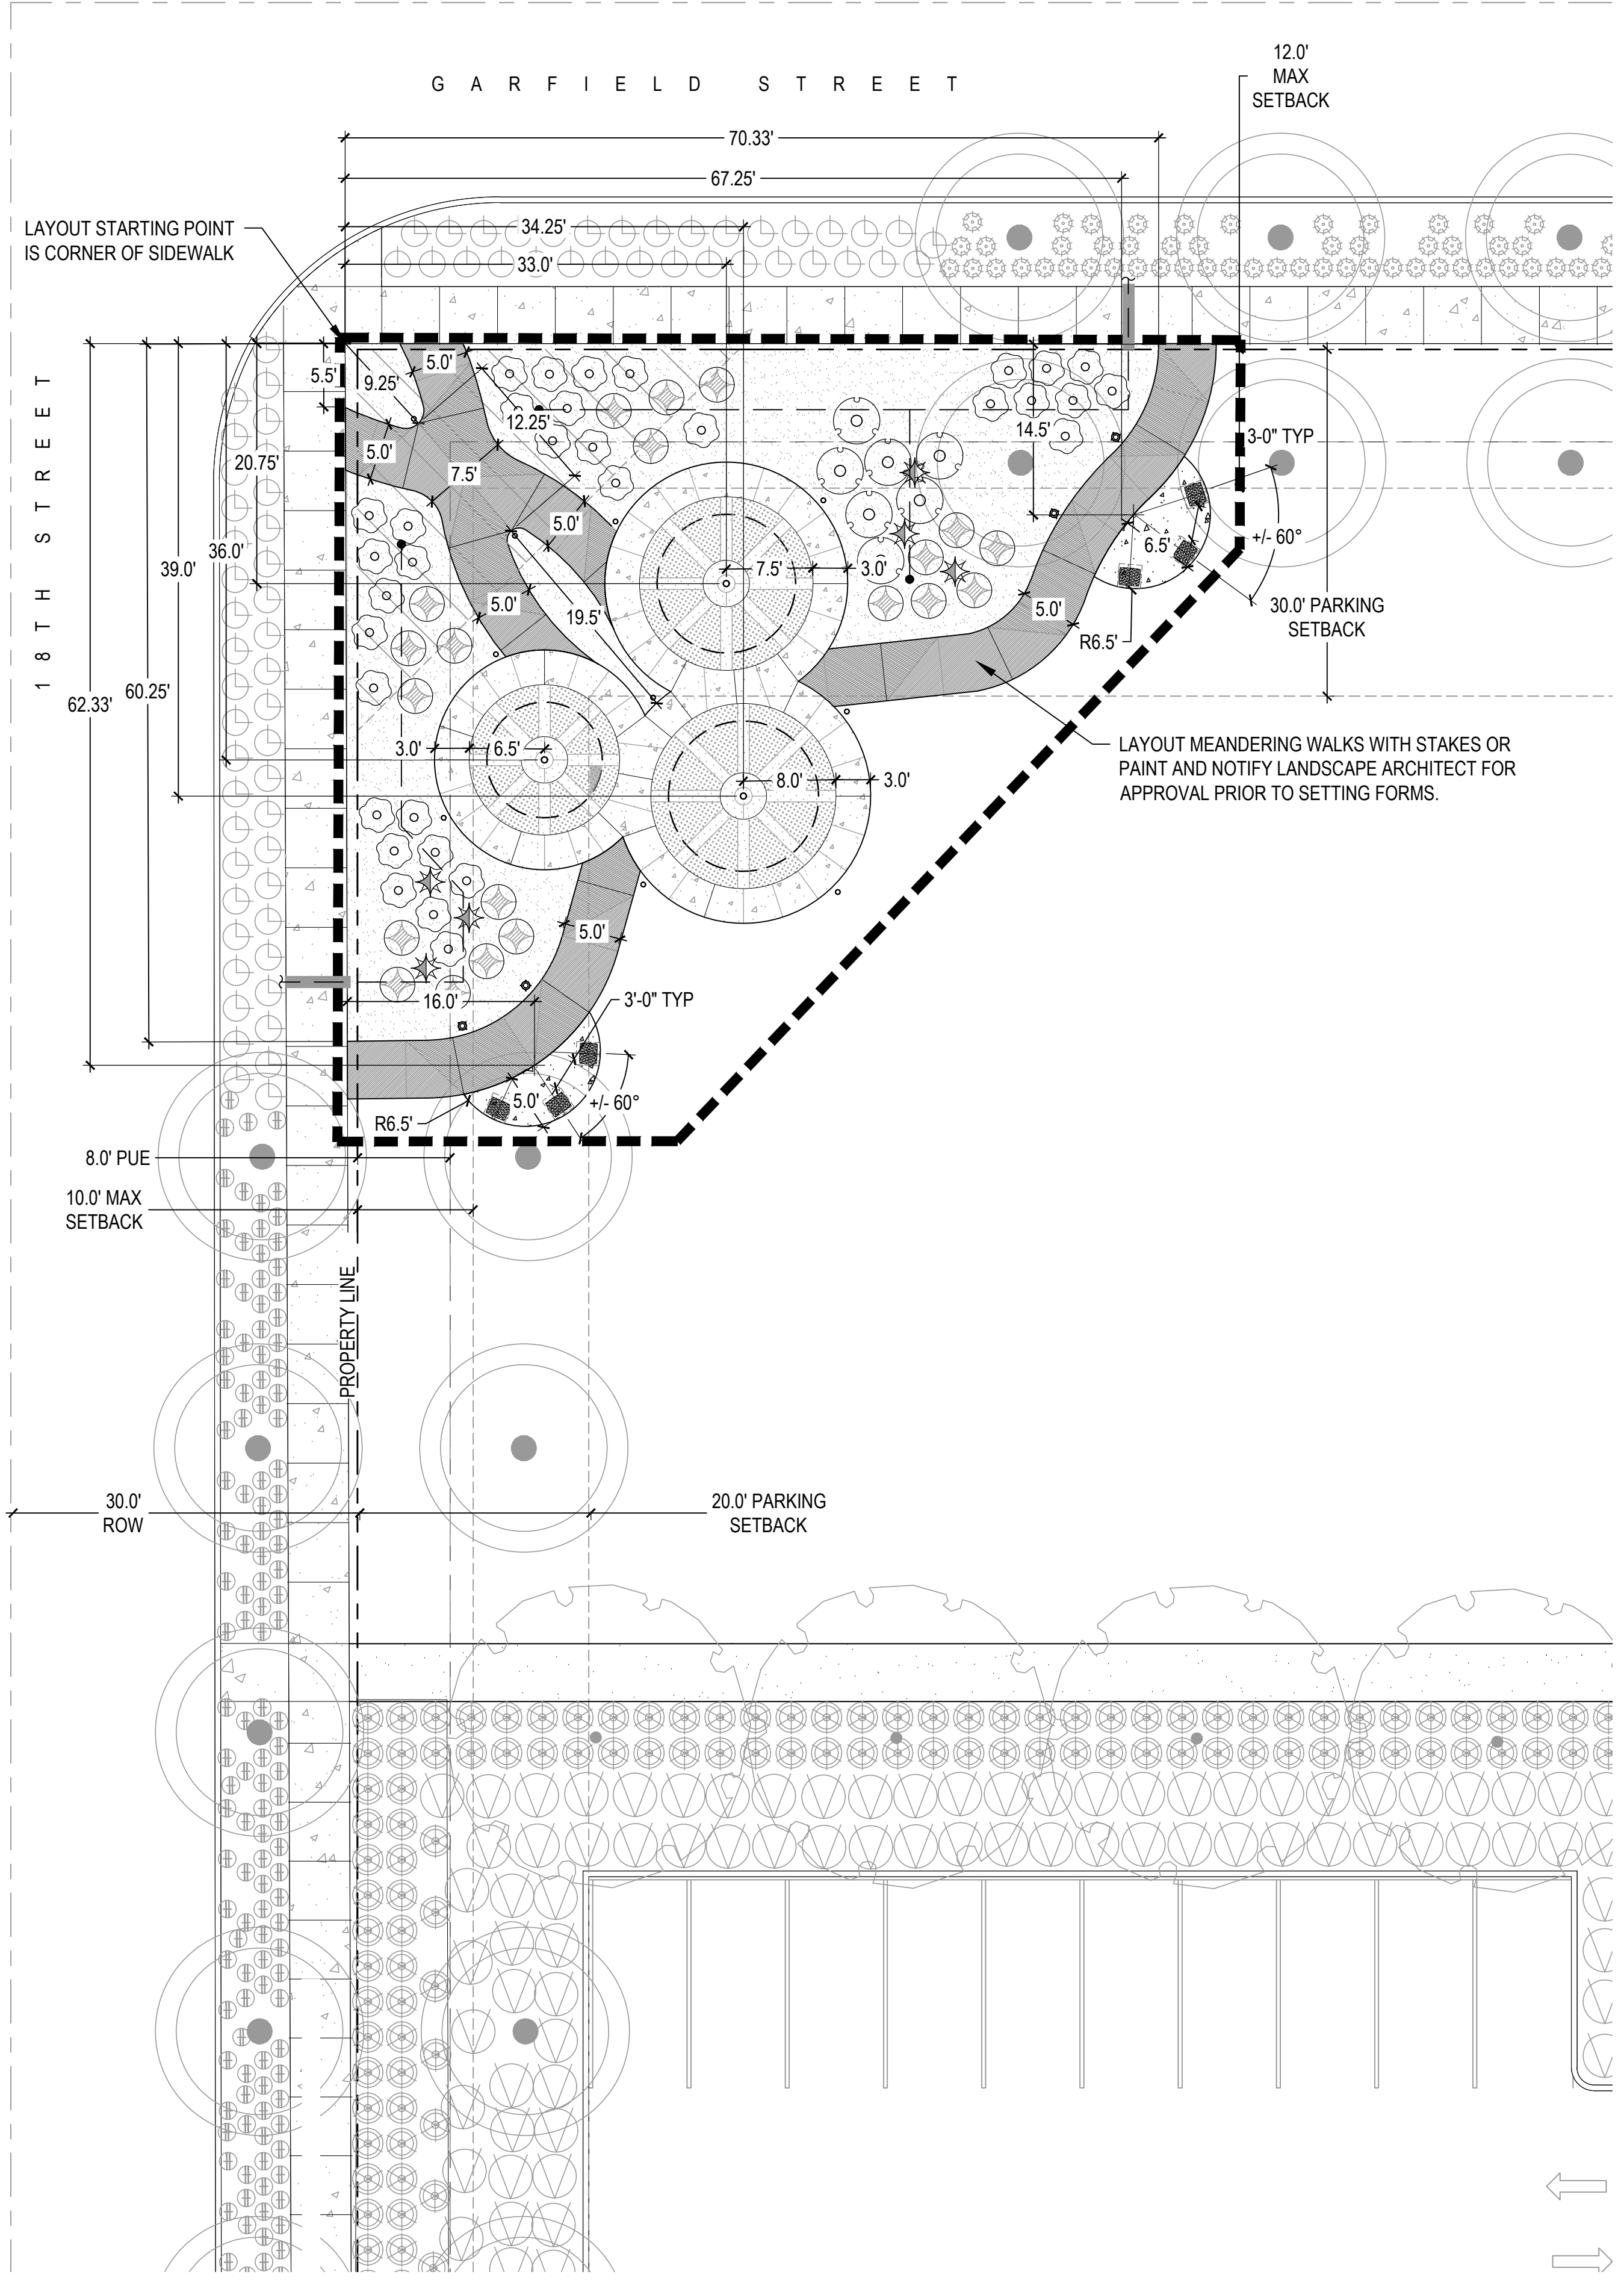 GARFIELD STREET
12.0'
MAX
SETBACK
70.33'
67.25'
LAYOUT STARTING POINT
IS CORNER OF SIDEWALK
34.25'
33.0'
18TH STREET
5.5'
9.25'
5.0'
12.25'
14.5'
3-0" TYP
5.0'
20.75'
7.5'
5.0'
36.0'
39.0'
6.5'
+/- 60°
7.5'
3.0'
5.0'
19.5'
5.0'
30.0' PARKING
SETBACK
R6.5'
60.25'
62.33'
3.0'
6.5'
8.0'
3.0'
LAYOUT MEANDERING WALKS WITH STAKES OR
PAINT AND NOTIFY LANDSCAPE ARCHITECT FOR
APPROVAL PRIOR TO SETTING FORMS.
5.0'
16.0'
3'-0" TYP
5.0'
+/- 60°
R6.5'
8.0' PUE
10.0' MAX
SETBACK
PROPERTY LINE
30.0'
ROW
20.0' PARKING
SETBACK